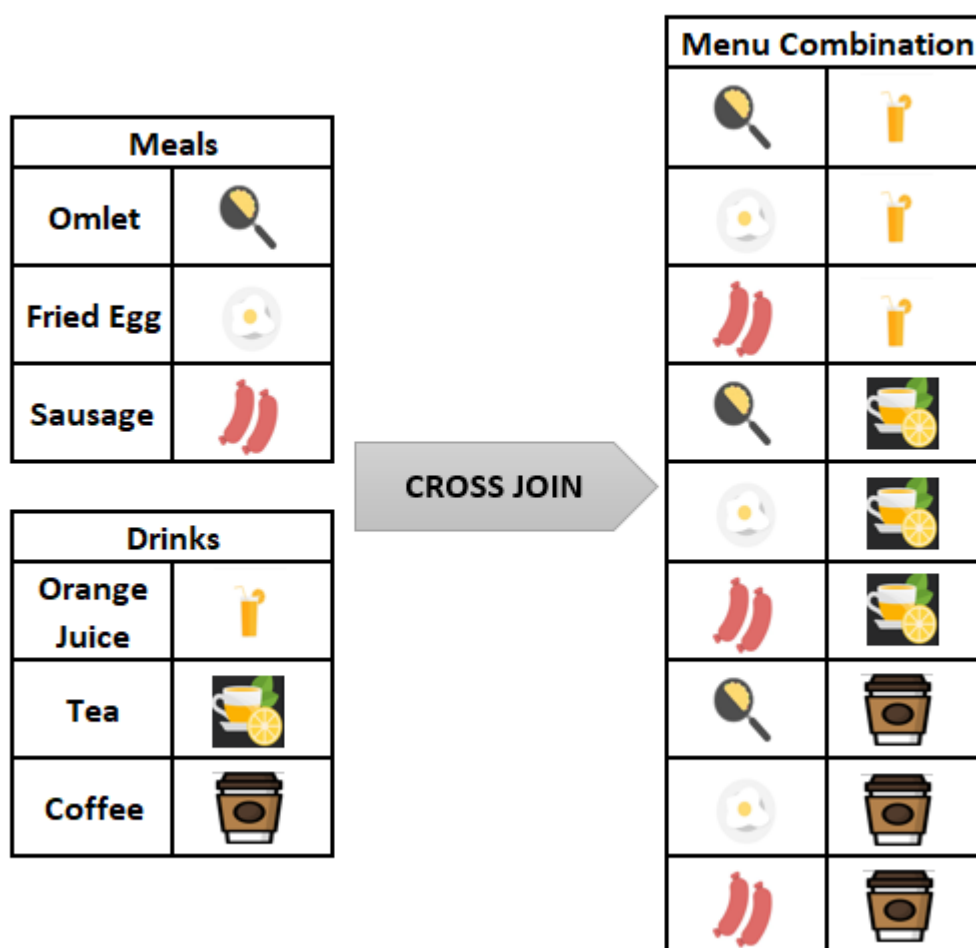 Menu Combination
Meals
Omlet
Fried Egg
Sausage
CROSS JOIN
Drinks
Orange
Juice
Tea
Coffee